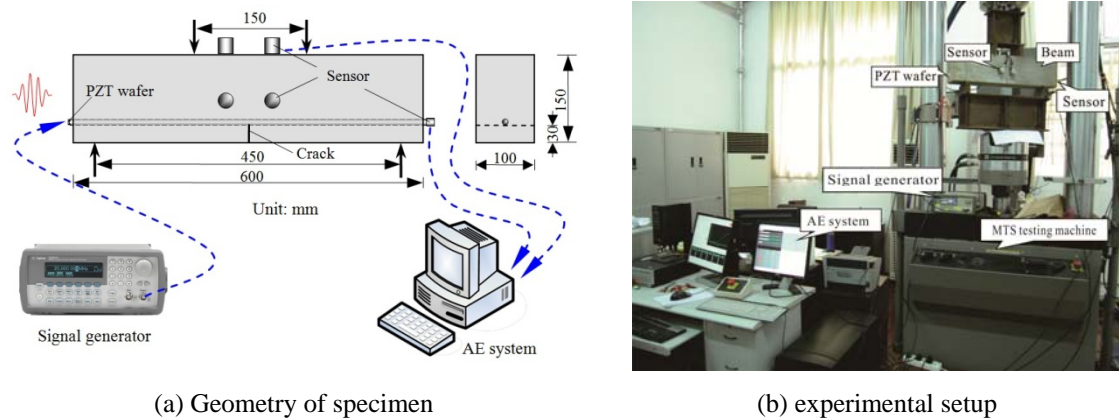 150
Sensor
PZT wafer
Crack
450
600
Unit: mm
150
30
100
Signal generator
AE system
(a) Geometry of specimen
Sensor
Beam
PZT wafer
Sensor
Signal generator
AE system
MTS testing machine
(b) experimental setup